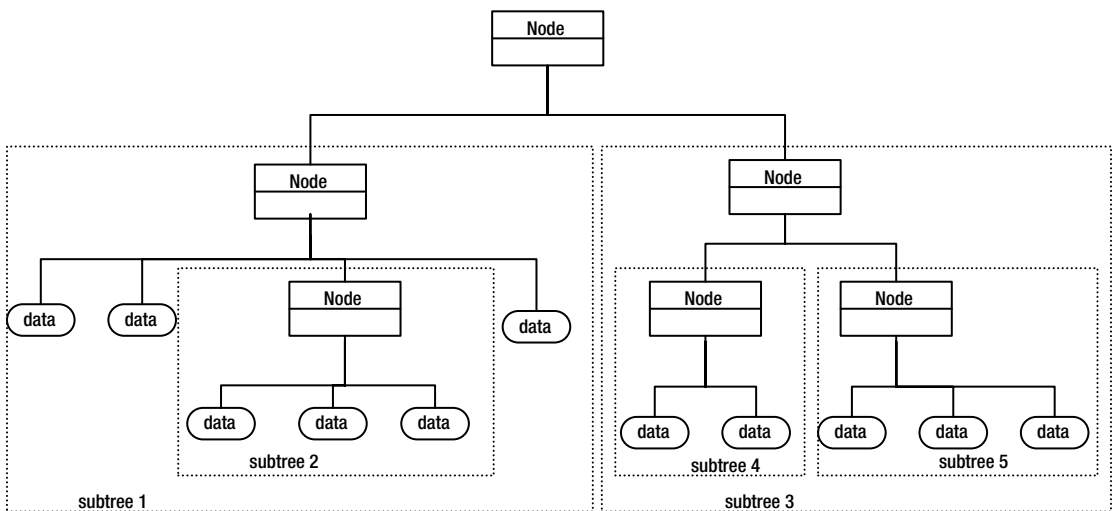 Node
Node
Node
data
data
Node
data
Node
Node
data
data
data
subtree 2
data
data
subtree 4
data
data
data
subtree 5
subtree 1
subtree 3